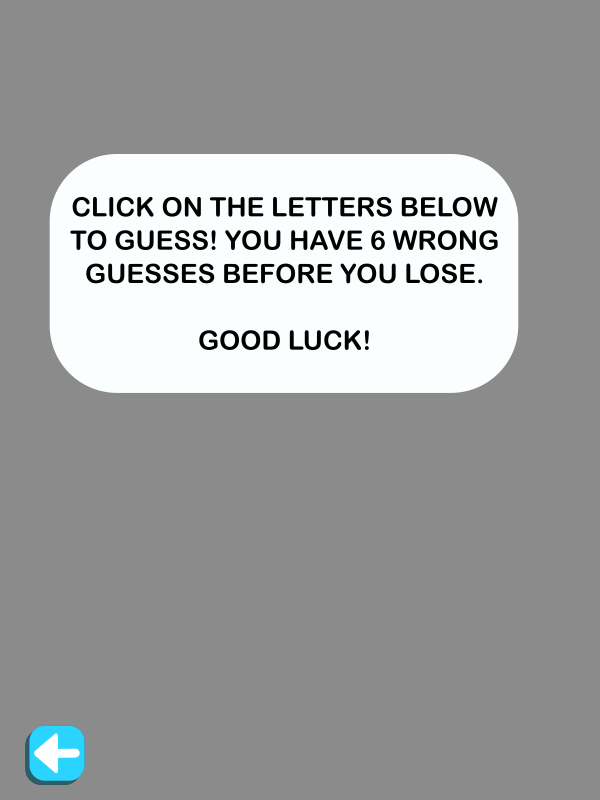 CLICK ON THE LETTERS BELOW
TO GUESS! YOU HAVE 6 WRONG
GUESSES BEFORE YOU LOSE.
GOOD LUCK!